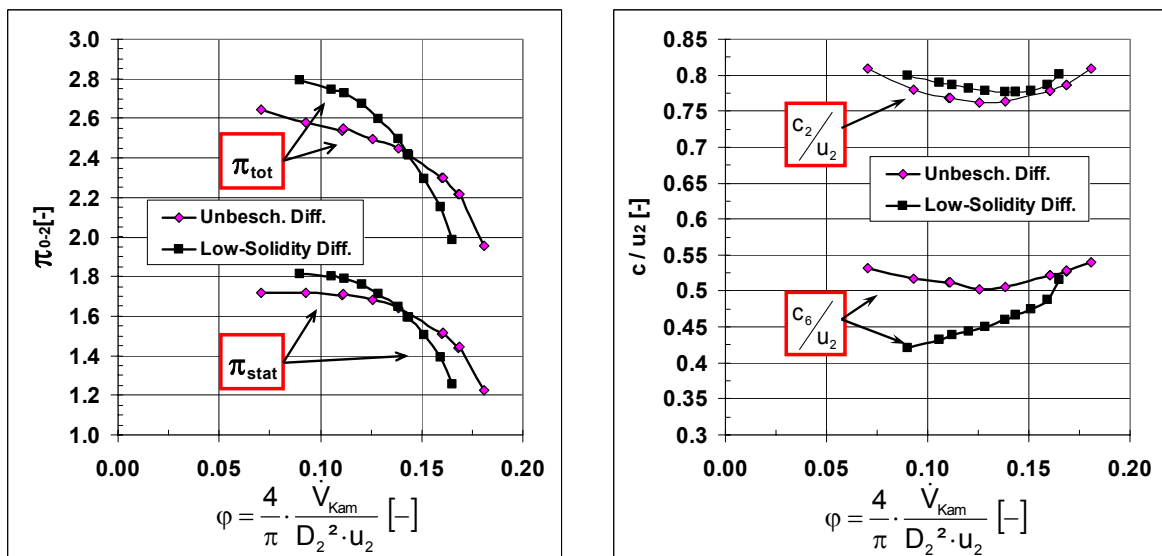 3.0
2.8
2.6
2.4
2.2
2.0
1.8
1.6
1.4
1.2
1.0
π0-2[-]
πtot
Unbesch. Diff.
Low-Solidity Diff.
πstat
0.00 0.05 0.10 0.15 0.20
φ = 4/π · V̇Kam / D₂² · u₂ [−]
0.85
0.8
0.75
0.7
0.65
0.6
0.55
0.5
0.45
0.4
0.35
0.3
c / u2 [-]
c₂/u₂
Unbesch. Diff.
Low-Solidity Diff.
c₆/u₂
0.00 0.05 0.10 0.15 0.20
φ = 4/π · V̇Kam / D₂² · u₂ [−]